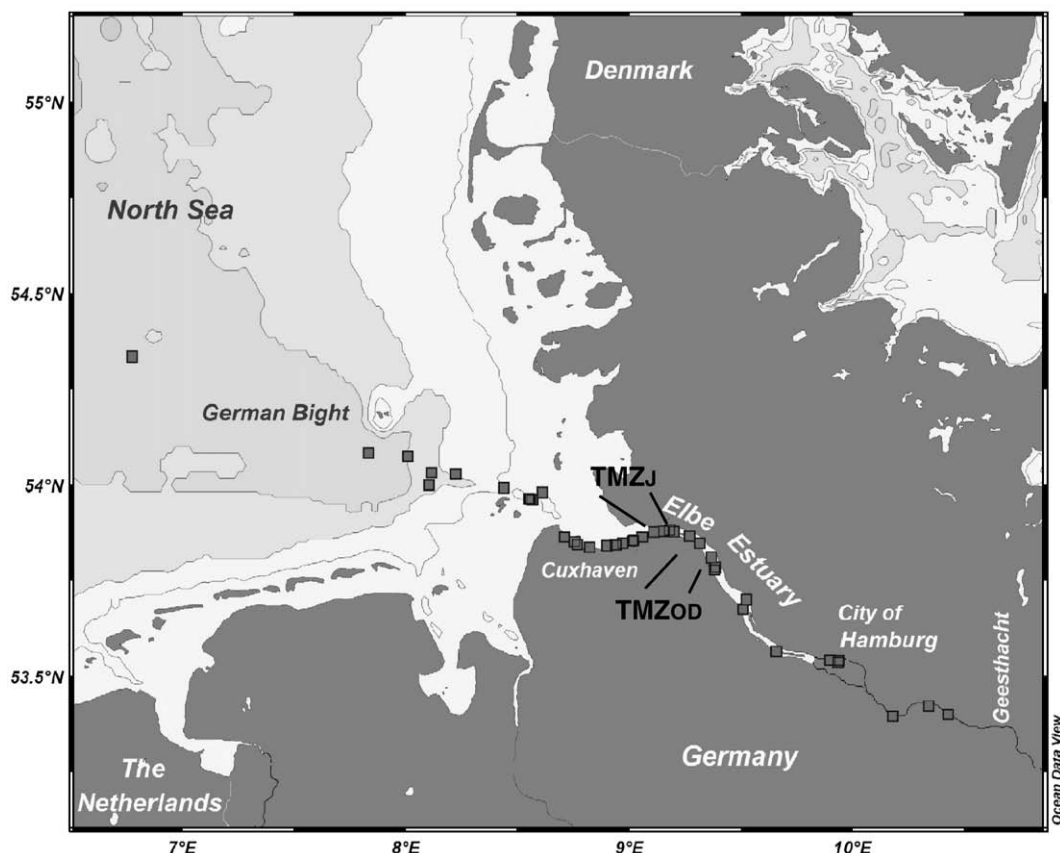 55°N
54.5°N
54°N
53.5°N
Denmark
North Sea
German Bight
TMZJ
Elbe
Estuary
Cuxhaven
TMZOD
City of
Hamburg
Geesthacht
Germany
The
Netherlands
7°E
8°E
9°E
10°E
Ocean Data View